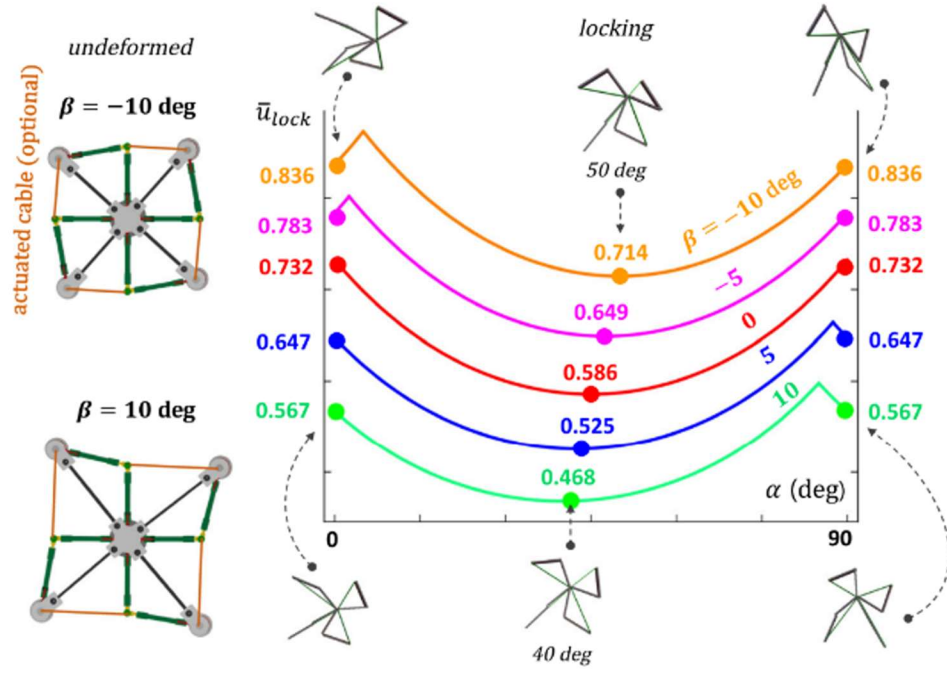 undeformed
locking
actuated cable (optional)
β = −10 deg
ū_lock
50 deg
0.836
0.836
β = −10 deg
0.714
0.783
0.783
−5
0.649
0.732
0.732
0
0.586
0.647
0.647
5
0.525
β = 10 deg
0.567
0.567
10
0.468
α (deg)
0
90
40 deg